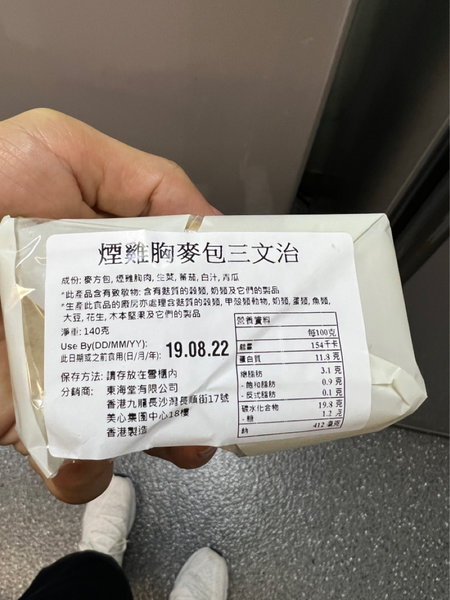 煙雞胸麥包三文治
成份: 麥方包, 煙雞胸肉, 生菜, 蕃茄, 白汁, 青瓜
*此產品含有致敏物: 含有麩質的穀類, 奶類及它們的製品
*生產此食品的廠房亦處理含麩質的穀類, 甲殼類動物, 奶類, 蛋類, 魚類,
大豆, 花生, 木本堅果及它們的製品
淨重: 140克
Use By(DD/MM/YY):
此日期或之前食用(日/月/年): 19.08.22
保存方法: 請存放在雪櫃內
分銷商: 東海堂有限公司
香港九龍長沙灣長順街17號
美心集團中心18樓
香港製造
營養資料
每100克
能量 154千卡
蛋白質 11.8 克
總脂肪 3.1 克
- 飽和脂肪 0.9 克
- 反式脂肪 0.1 克
碳水化合物 19.8 克
- 糖 1.2 克
鈉 412 毫克